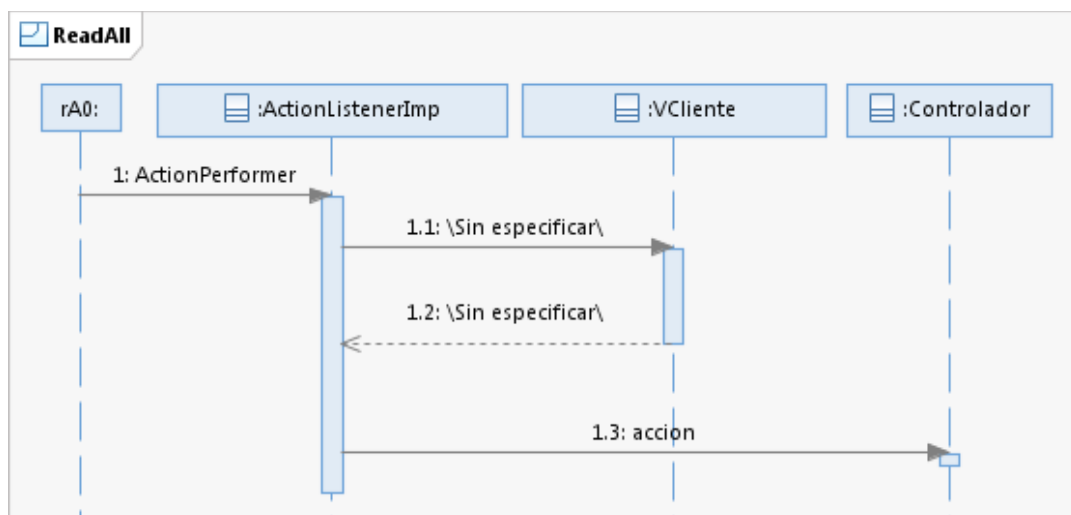 ReadAll
rA0:
:ActionListenerImp
:VCliente
:Controlador
1: ActionPerformer
1.1: \Sin especificar\
1.2: \Sin especificar\
1.3: accion